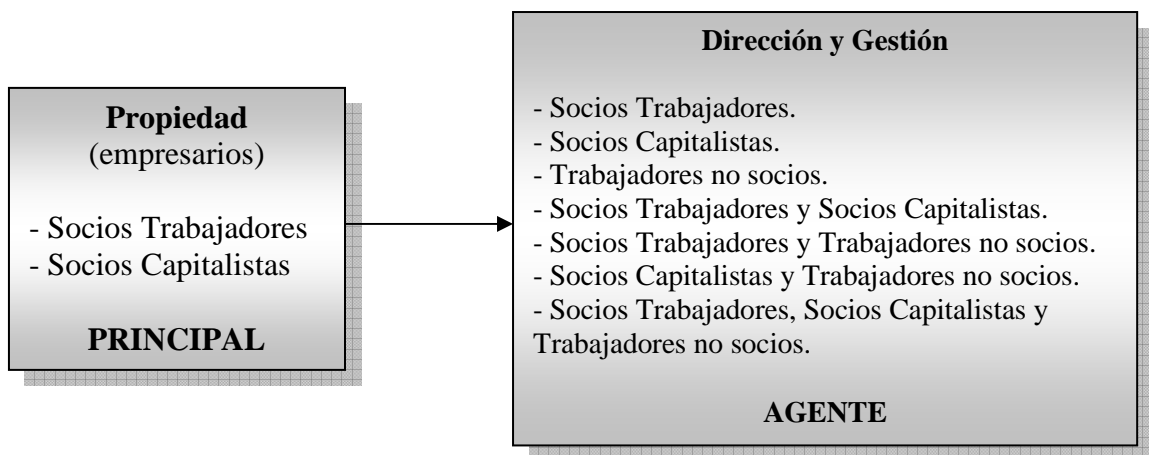 Propiedad
(empresarios)
- Socios Trabajadores
- Socios Capitalistas
PRINCIPAL
Dirección y Gestión
- Socios Trabajadores.
- Socios Capitalistas.
- Trabajadores no socios.
- Socios Trabajadores y Socios Capitalistas.
- Socios Trabajadores y Trabajadores no socios.
- Socios Capitalistas y Trabajadores no socios.
- Socios Trabajadores, Socios Capitalistas y
Trabajadores no socios.
AGENTE